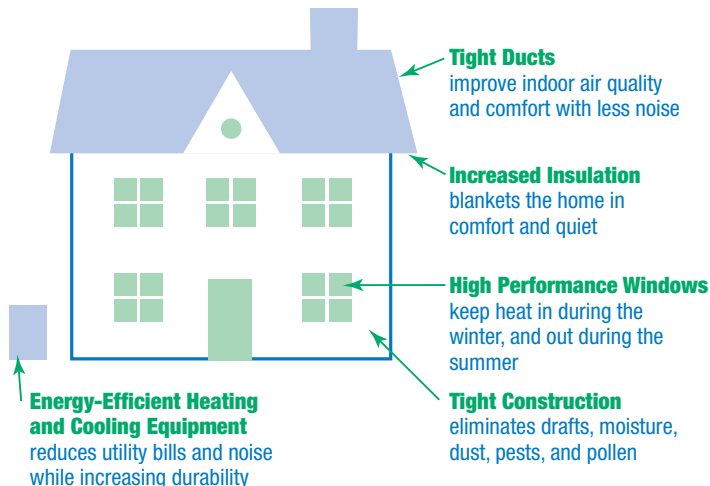 Tight Ducts
improve indoor air quality
and comfort with less noise
Increased Insulation
blankets the home in
comfort and quiet
High Performance Windows
keep heat in during the
winter, and out during the
summer
Tight Construction
eliminates drafts, moisture,
dust, pests, and pollen
Energy-Efficient Heating
and Cooling Equipment
reduces utility bills and noise
while increasing durability